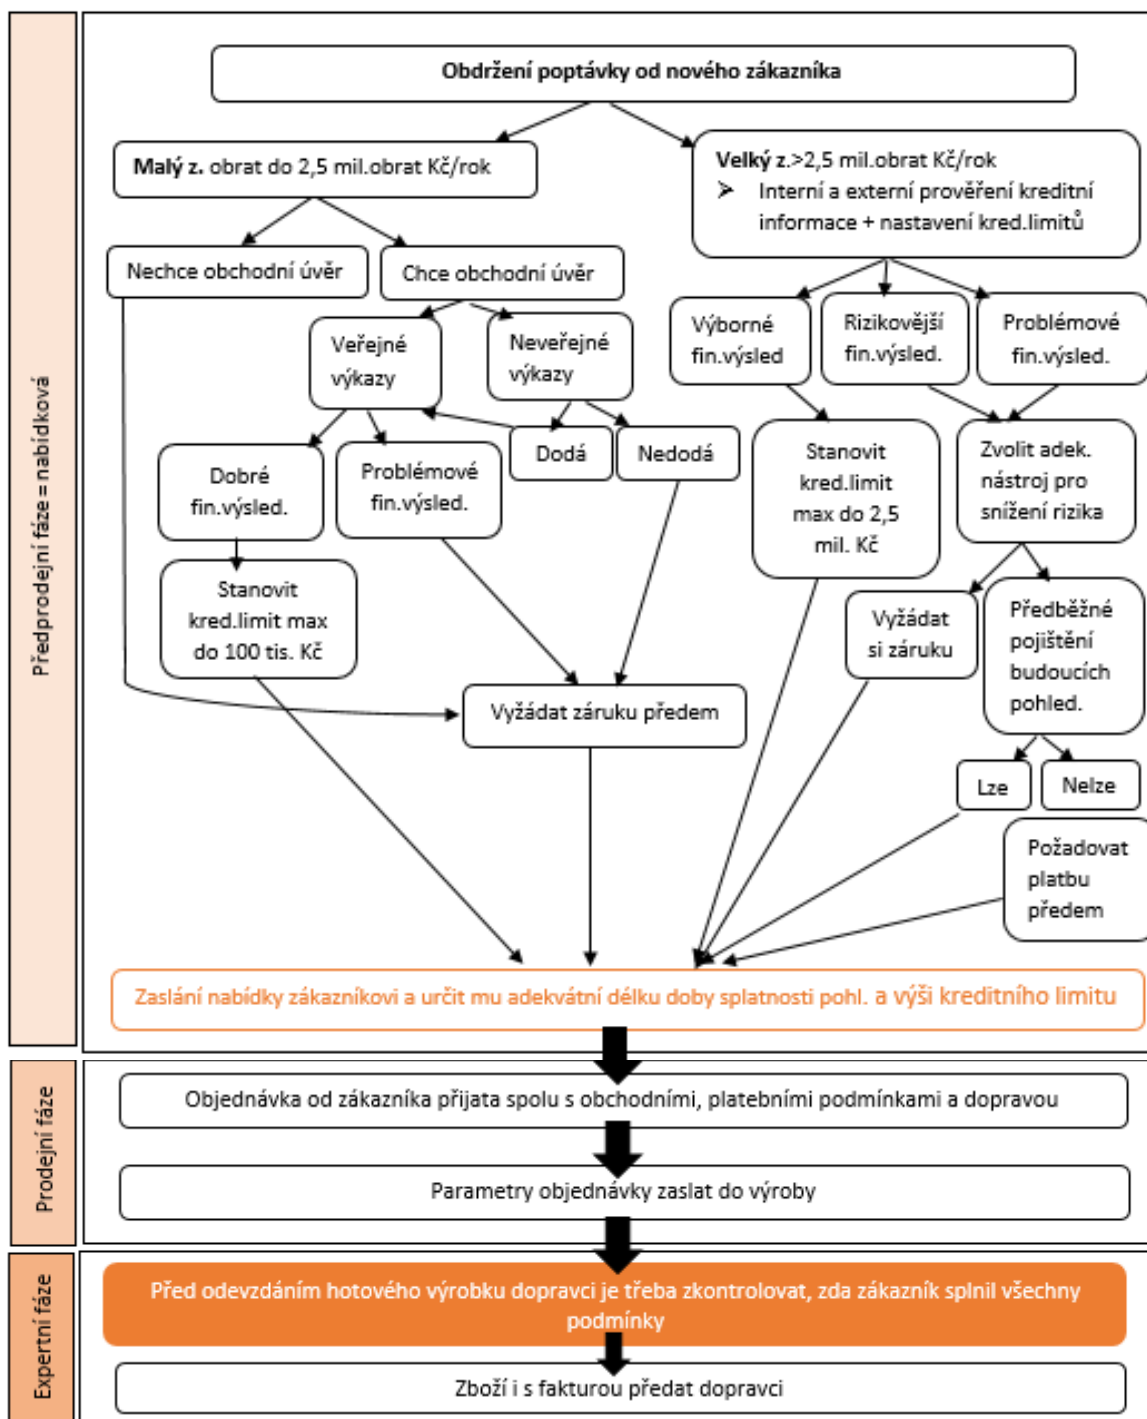 Předprodejní fáze = nabídková
Obdržení poptávky od nového zákazníka
Malý z. obrat do 2,5 mil.obrat Kč/rok
Velký z.>2,5 mil.obrat Kč/rok
➢ Interní a externí prověření kreditní
informace + nastavení kred.limitů
Nechce obchodní úvěr
Chce obchodní úvěr
Veřejné
výkazy
Neveřejné
výkazy
Výborné
fin.výsled
Rizikovější
fin.výsled.
Problémové
fin.výsled.
Dobré
fin.výsled.
Problémové
fin.výsled.
Dodá
Nedodá
Stanovit
kred.limit
max do 2,5
mil. Kč
Zvolit adek.
nástroj pro
snížení rizika
Stanovit
kred.limit max
do 100 tis. Kč
Vyžádat
si záruku
Předběžné
pojištění
budoucích
pohled.
Vyžádat záruku předem
Lze
Nelze
Požadovat
platbu
předem
Zaslání nabídky zákazníkovi a určit mu adekvátní délku doby splatnosti pohl. a výši kreditního limitu
Prodejní fáze
Objednávka od zákazníka přijata spolu s obchodními, platebními podmínkami a dopravou
Parametry objednávky zaslat do výroby
Expertní fáze
Před odevzdáním hotového výrobku dopravci je třeba zkontrolovat, zda zákazník splnil všechny
podmínky
Zboží i s fakturou předat dopravci